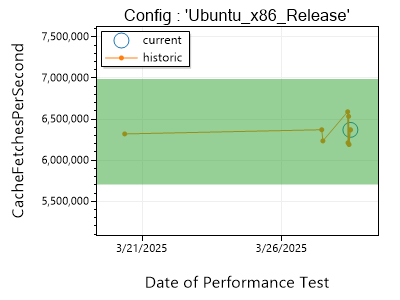 Config : 'Ubuntu_x86_Release'
CacheFetchesPerSecond
7,500,000
7,000,000
6,500,000
6,000,000
5,500,000
current
historic
3/21/2025
3/26/2025
Date of Performance Test